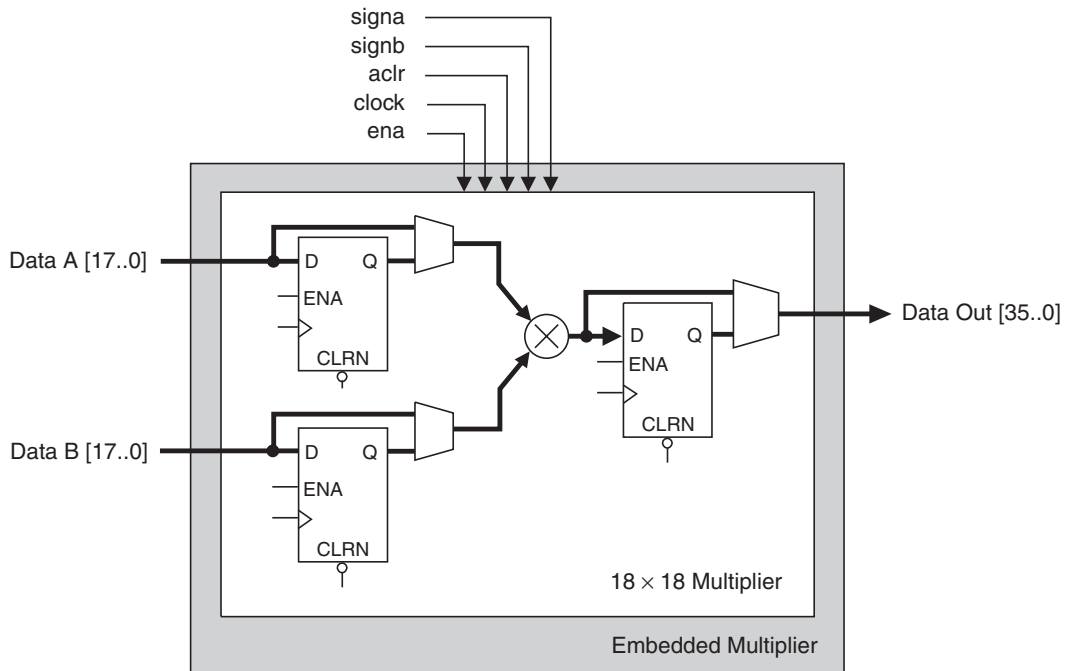 signa
signb
aclr
clock
ena
Data A [17..0]
D Q
ENA
CLRN
Data B [17..0]
D Q
ENA
CLRN
D Q
ENA
CLRN
Data Out [35..0]
18 × 18 Multiplier
Embedded Multiplier